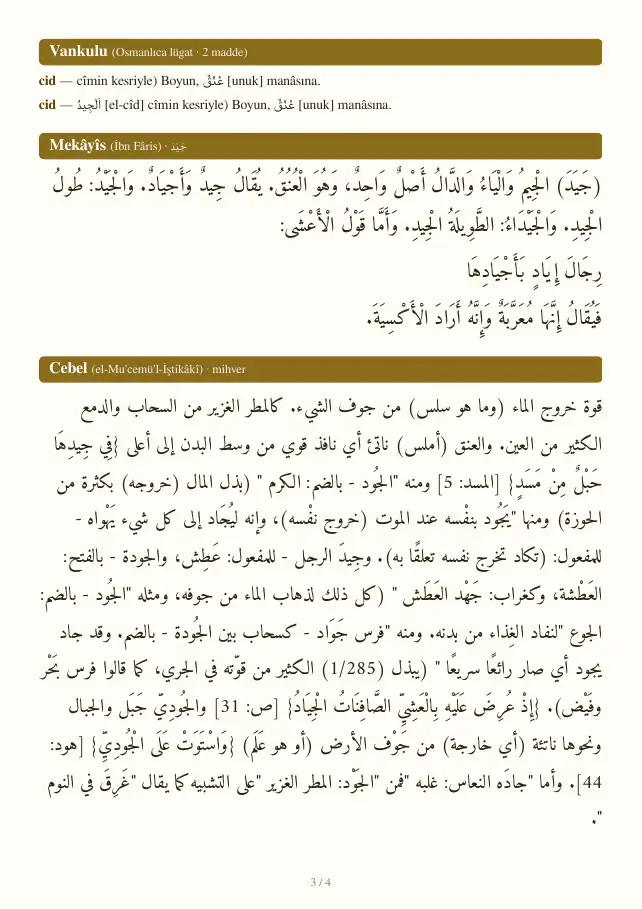 Vankulu (Osmanlıca lügat · 2 madde)
cid — cîmin kesriyle) Boyun, عُنُقٌ [unuk] manâsına.
cid — اَلْجِيدُ [el-cîd] cîmin kesriyle) Boyun, عُنُقٌ [unuk] manâsına.
Mekâyîs (İbn Fâris) · جَيَدَ
(جَيَدَ) الْجِيمُ وَالْيَاءُ وَالدَّالُ أَصْلٌ وَاحِدٌ، وَهُوَ الْعُنُقُ. يُقَالُ جِيدٌ وَأَجْيَادٌ. وَالْجَيْدُ: طُولُ
الْجِيدِ. وَالْجَيْدَاءُ: الطَّوِيلَةُ الْجِيدِ. وَأَمَّا قَوْلُ الْأَعْشَى:
رِجَالَ إِيَادٍ بِأَجْيَادِهَا
فَيُقَالُ إِنَّهَا مُعَرَّبَةٌ وَإِنَّهُ أَرَادَ الْأَكْسِيَةَ.
Cebel (el-Mu'cemü'l-İştikâkî) · mihver
قوة خروج الماء (وما هو سلس) من جوف الشيء. كالمطر الغزير من السحاب والدمع
الكثير من العين. والعنق (أملس) ناتئ أي نافذ قوي من وسط البدن إلى أعلى {فِي جِيدِهَا
حَبْلٌ مِنْ مَسَدٍ} [المسد: 5] ومنه "الجُود - بالضم: الكرم " (بذل المال (خروجه) بكثرة من
الحوزة) ومنها "يَجُود بنفْسه عند الموت (خروج نفْسه)، وإنه ليُجَاد إلى كل شيء يَهْواه -
للمفعول: (تكاد تخرج نفسه تعلقًا به). وجِيدَ الرجل - للمفعول: عَطِش، والجودة - بالفتح:
العَطْشة، وكغراب: جَهْد العَطَش " (كل ذلك لذهاب الماء من جوفه، ومثله "الجُود - بالضم:
الجوع "لنفاد الغِذاء من بدنه. ومنه "فرس جَوَاد - كسحاب بين الجُودة - بالضم. وقد جاد
يجود أي صار رائعًا سريعًا " (يبذل (1/285) الكثير من قوّته في الجري، كما قالوا فرس بَحْر
وفَيْض). {إِذْ عُرِضَ عَلَيْهِ بِالْعَشِيِّ الصَّافِنَاتُ الْجِيَادُ} [ص: 31] والجُودِيّ جَبَل والجبال
ونحوها ناتئة (أي خارجة) من جَوْف الأرض (أو هو عَلَم) {وَاسْتَوَتْ عَلَى الْجُودِيِّ} [هود:
44]. وأما "جادَه النعاس: غلبه "فمن "الجَوْد: المطر الغزير "على التشبيه كما يقال "غَرِقَ في النوم
".
3 / 4